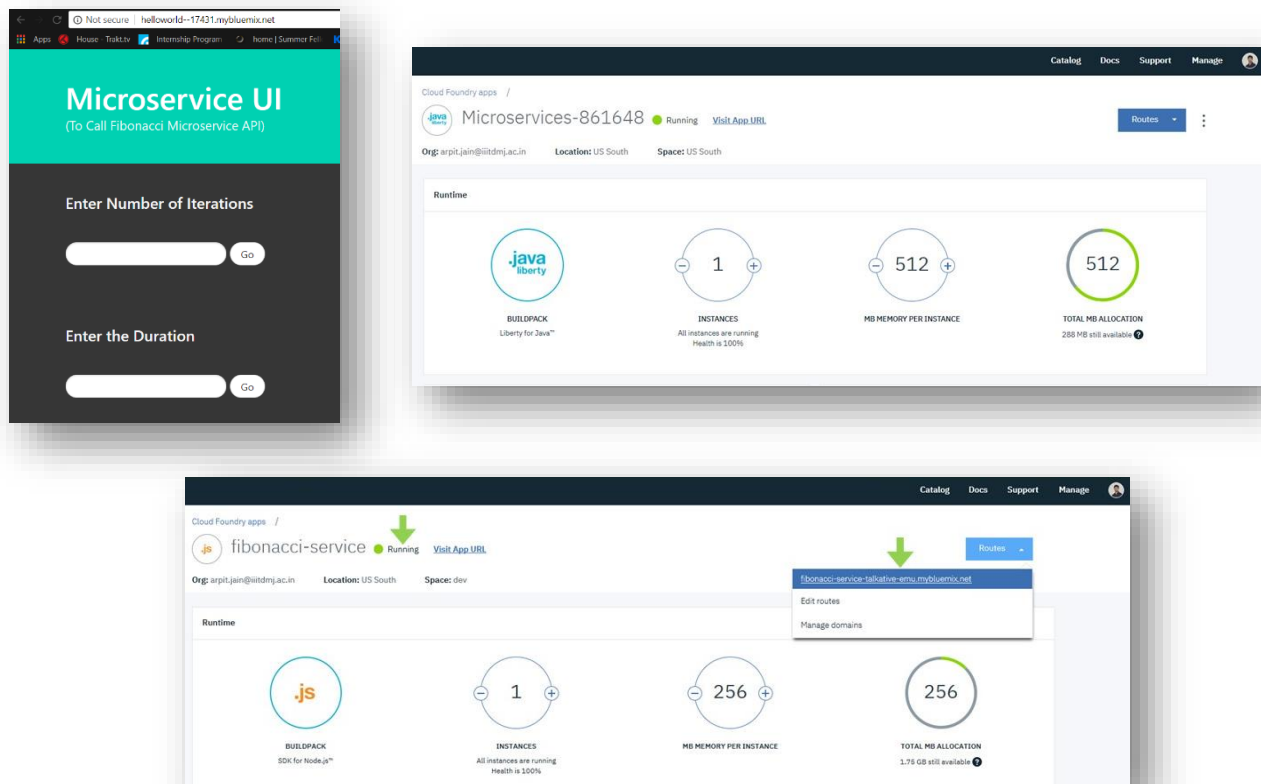 Not secure | helloworld--17431.mybluemix.net
Apps House - Trakt.tv Internship Program home | Summer Fell
Microservice UI
(To Call Fibonacci Microservice API)
Enter Number of Iterations
Go
Enter the Duration
Go
Catalog Docs Support Manage
Cloud Foundry apps /
.java liberty Microservices-861648 Running Visit App URL Routes
Org: arpit.jain@iiitdmj.ac.in Location: US South Space: US South
Runtime
.java
liberty
1
512
512
BUILDPACK INSTANCES MB MEMORY PER INSTANCE TOTAL MB ALLOCATION
Liberty for Java™ All instances are running 288 MB still available ?
Health is 100%
Catalog Docs Support Manage
Cloud Foundry apps /
.js fibonacci-service Running Visit App URL Routes
Org: arpit.jain@iiitdmj.ac.in Location: US South Space: dev
fibonacci-service-talkative-emu.mybluemix.net
Edit routes
Manage domains
Runtime
.js
1
256
256
BUILDPACK INSTANCES MB MEMORY PER INSTANCE TOTAL MB ALLOCATION
SDK for Node.js™ All instances are running 1.75 GB still available ?
Health is 100%